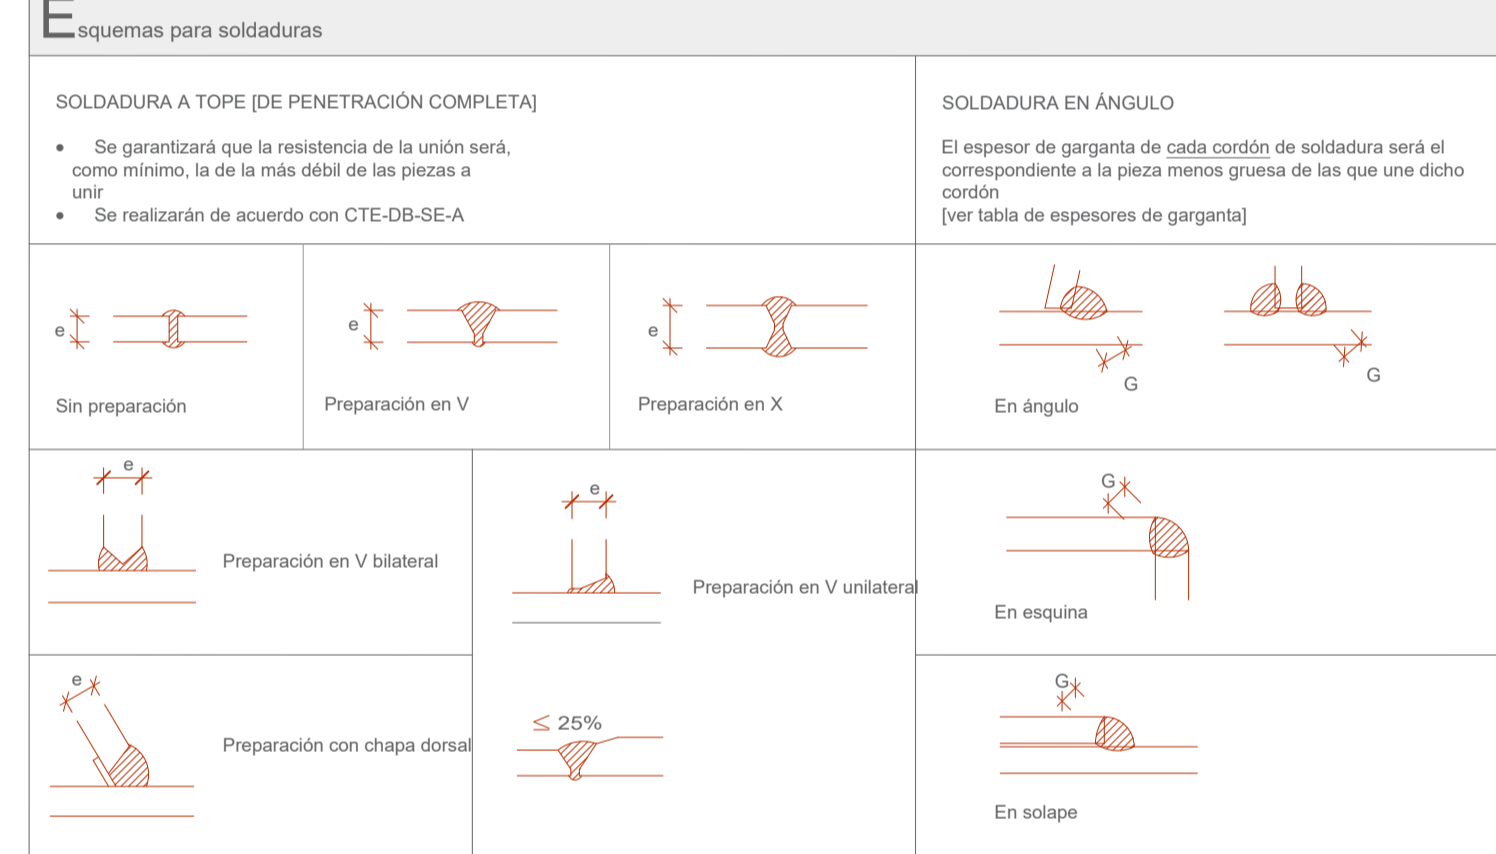 Esquemas para soldaduras
SOLDADURA A TOPE [DE PENETRACIÓN COMPLETA]
• Se garantizará que la resistencia de la unión será,
como mínimo, la de la más débil de las piezas a
unir
• Se realizarán de acuerdo con CTE-DB-SE-A
SOLDADURA EN ÁNGULO
El espesor de garganta de cada cordón de soldadura será el
correspondiente a la pieza menos gruesa de las que une dicho
cordón
[ver tabla de espesores de garganta]
e
Sin preparación
e
Preparación en V
e
Preparación en X
G
G
En ángulo
e
Preparación en V bilateral
e
Preparación en V unilateral
G
En esquina
e
Preparación con chapa dorsal
≤ 25%
G
En solape